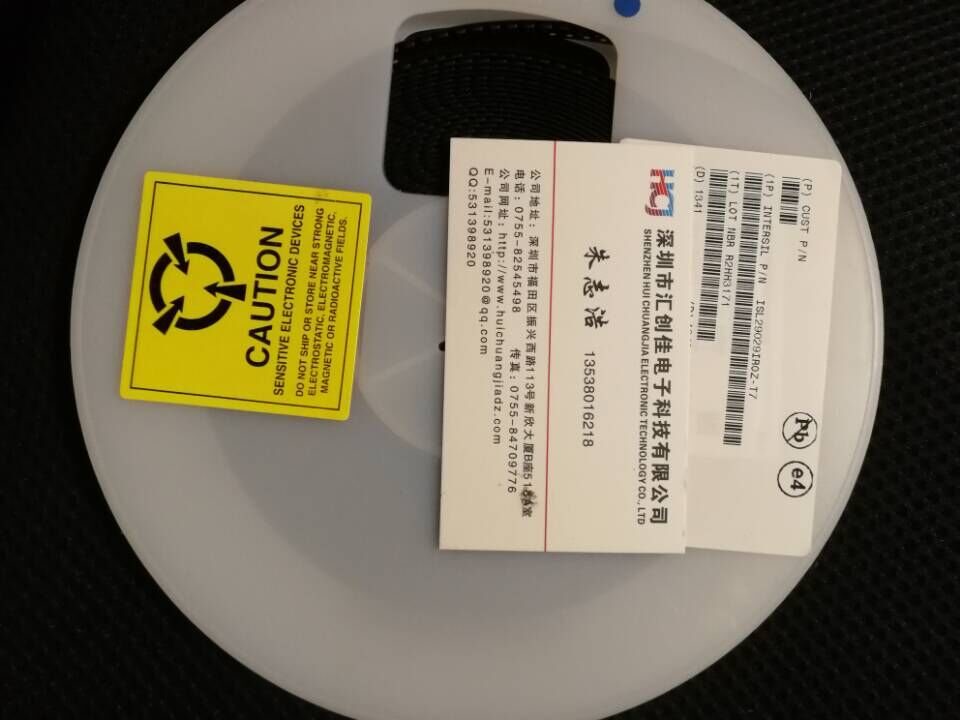 CAUTION
SENSITIVE ELECTRONIC DEVICES
DO NOT SHIP OR STORE NEAR STRONG
ELECTROSTATIC, ELECTROMAGNETIC,
MAGNETIC OR RADIOACTIVE FIELDS.
HCJ
深圳市汇创佳电子科技有限公司
SHENZHEN HUI CHUANGJIA ELECTRONIC TECHNOLOGY CO., LTD
朱志浩 13538016218
公司地址：深圳市福田区振兴西路113号新欣大厦B座5 室
电话：0755-82545498 传真：0755-84709776
公司网址：http://www.huichuangjiadz.com
E-mail:531398920@qq.com
QQ:531398920
(P) CUST P/N
(1P) INTERSIL P/N ISL29029IROZ-T7
(1T) LOT NBR R2HH3171
(D) 1341
Pb
e4